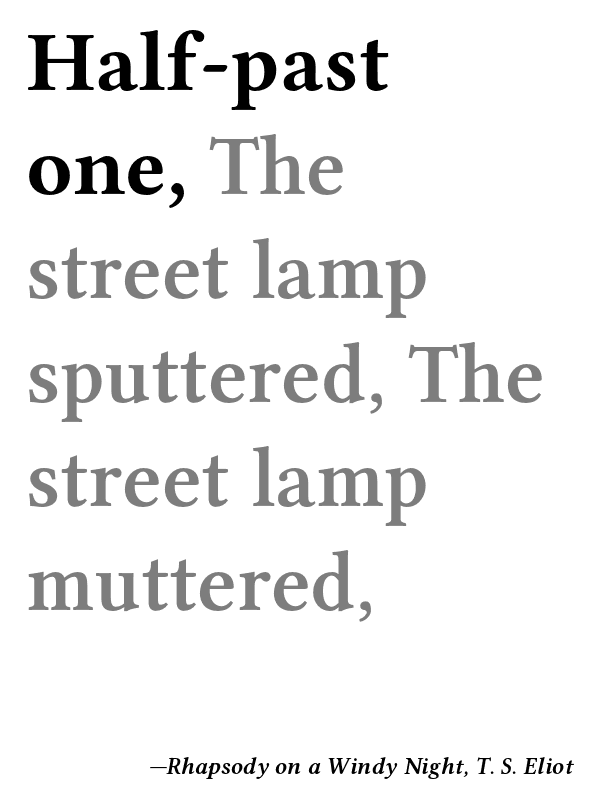 Half-past
one, The
street lamp
sputtered, The
street lamp
muttered,
—Rhapsody on a Windy Night, T. S. Eliot